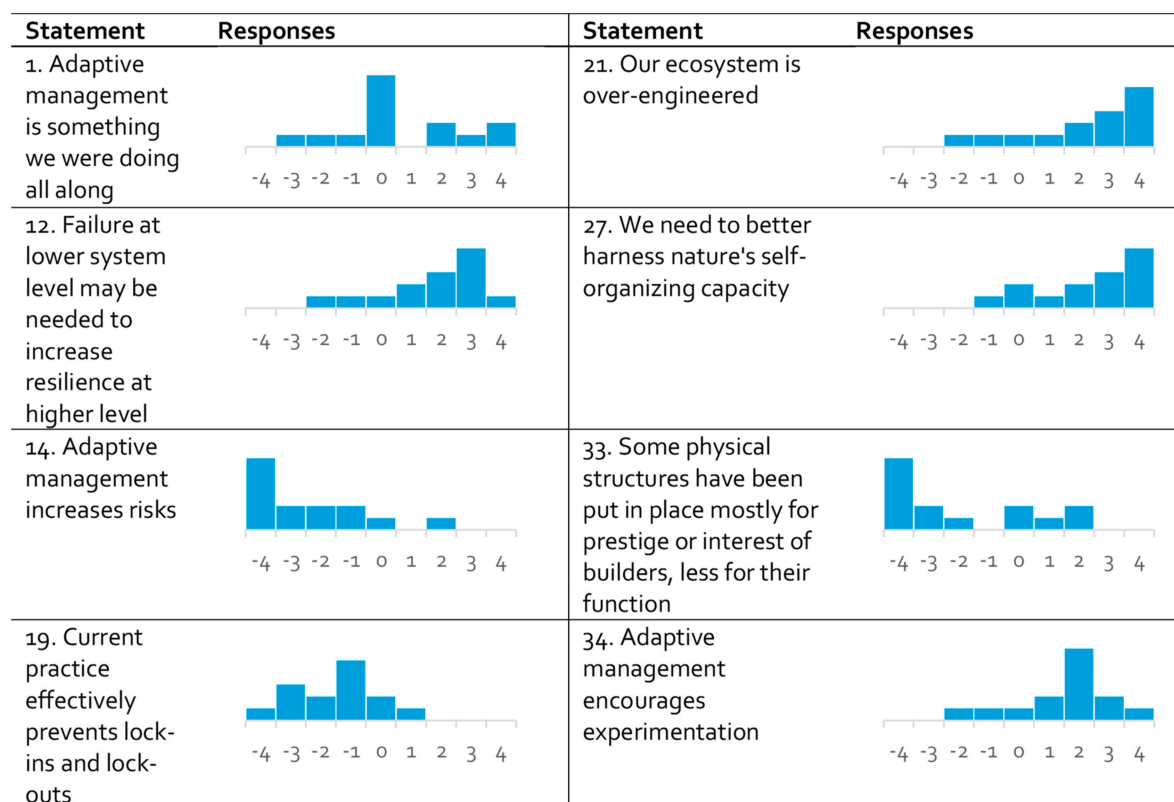 Statement Responses
1. Adaptive
management
is something
we were doing
all along
-4 -3 -2 -1 0 1 2 3 4
12. Failure at
lower system
level may be
needed to
increase
resilience at
higher level
-4 -3 -2 -1 0 1 2 3 4
14. Adaptive
management
increases risks
-4 -3 -2 -1 0 1 2 3 4
19. Current
practice
effectively
prevents lock-
ins and lock-
outs
-4 -3 -2 -1 0 1 2 3 4
Statement Responses
21. Our ecosystem is
over-engineered
-4 -3 -2 -1 0 1 2 3 4
27. We need to better
harness nature's self-
organizing capacity
-4 -3 -2 -1 0 1 2 3 4
33. Some physical
structures have been
put in place mostly for
prestige or interest of
builders, less for their
function
-4 -3 -2 -1 0 1 2 3 4
34. Adaptive
management
encourages
experimentation
-4 -3 -2 -1 0 1 2 3 4